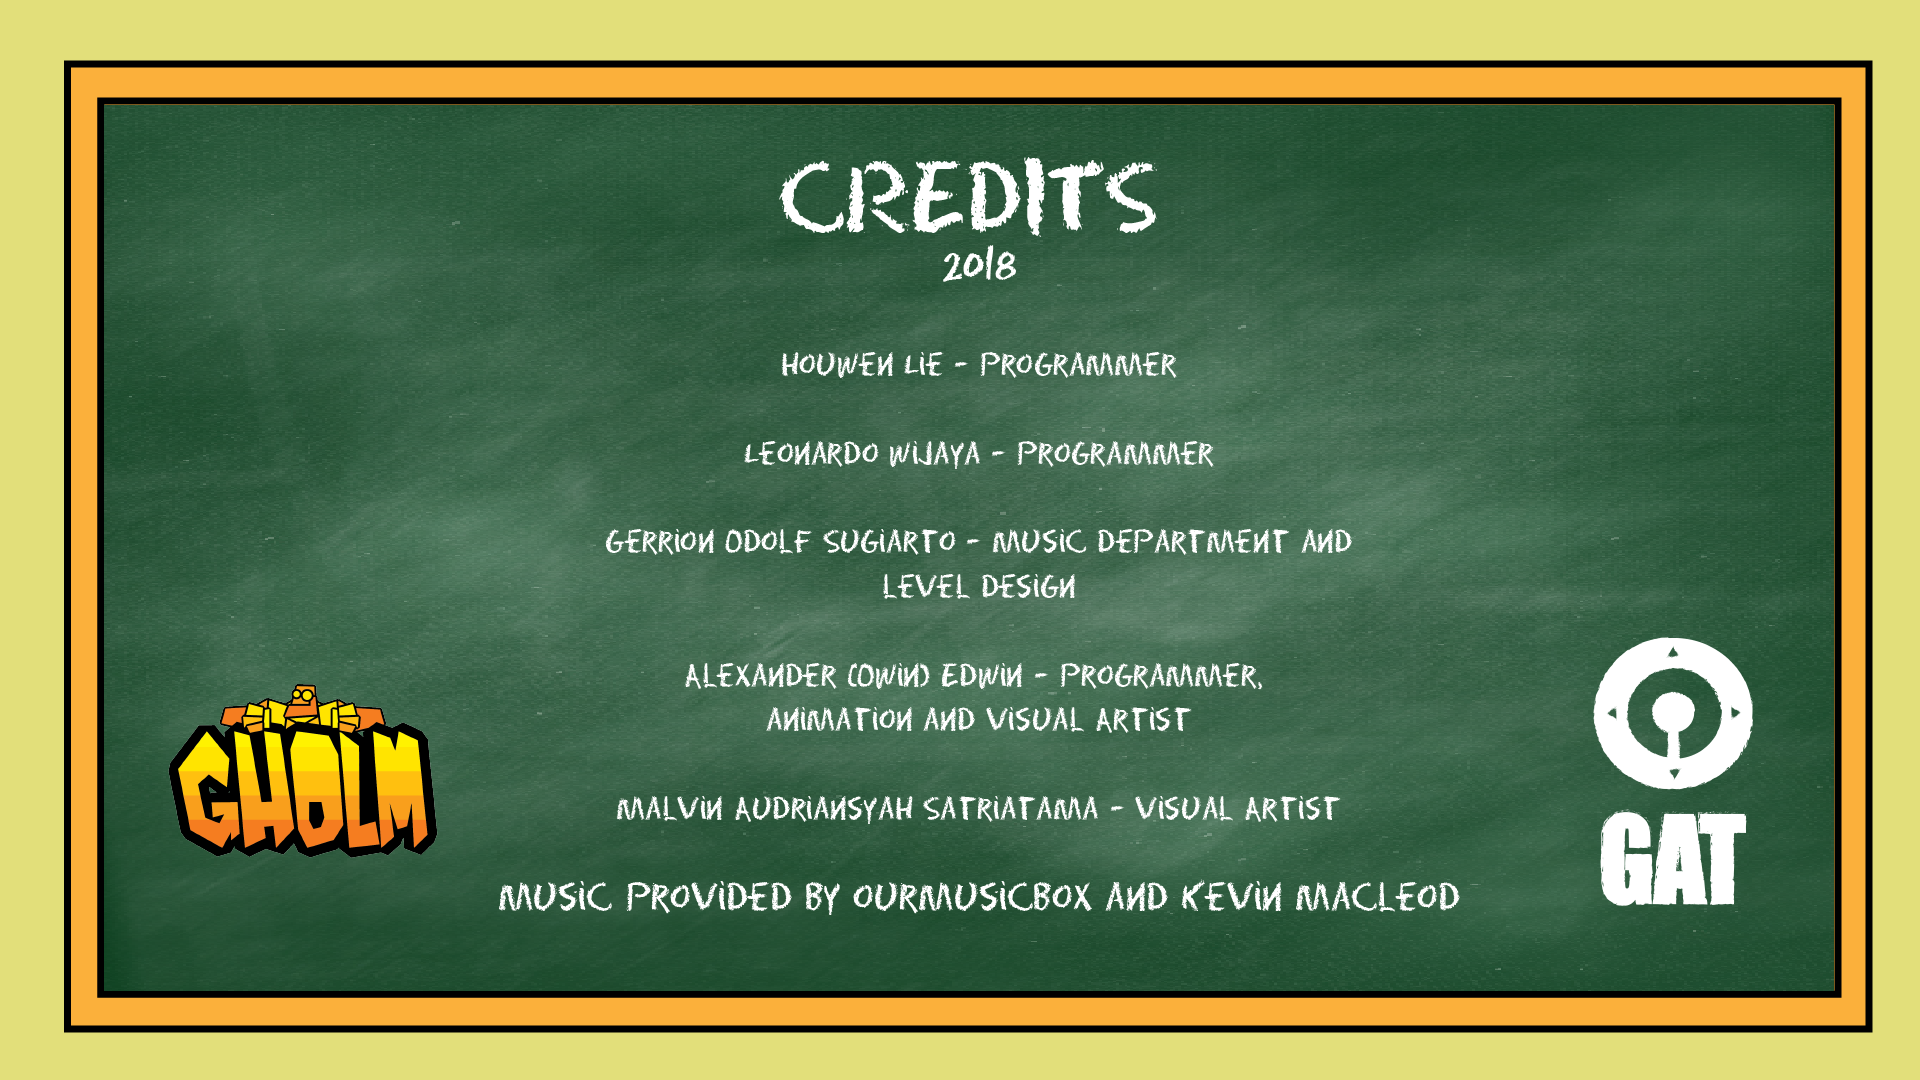 CREDITS
2018
HOUWEN LiE - PROGRAMMER
LEONARDO WiJAYA - PROGRAMMER
GERRiON ODOLF SUGiARTO - MUSiC DEPARTMENT AND
LEVEL DESiGN
ALEXANDER (OWiN) EDWiN - PROGRAMMER,
ANiMATiON AND ViSUAL ARTiST
MALViN AUDRiANSYAH SATRiATAMA - ViSUAL ARTiST
MUSiC PROViDED BY OURMUSiCBOX AND KEViN MACLEOD
GHOLM
GAT